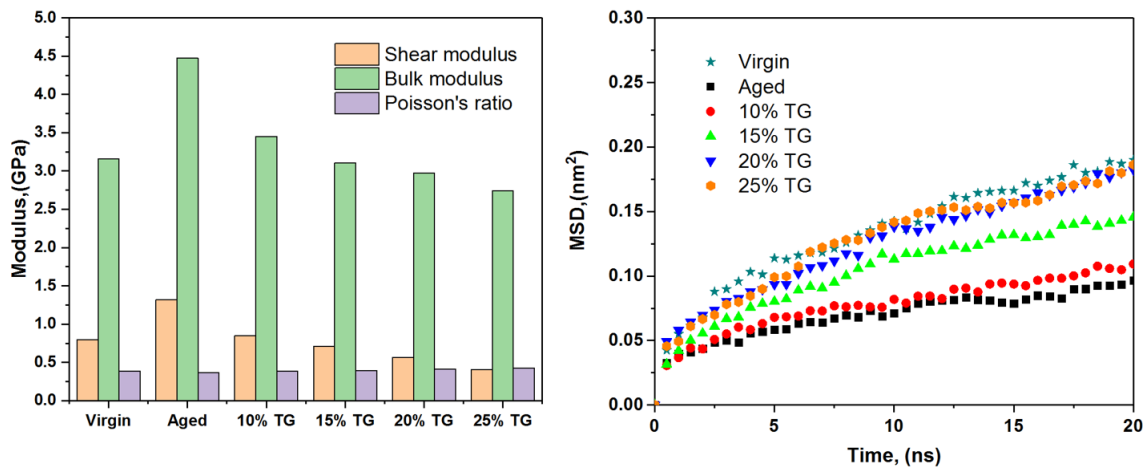 5.0
4.5
4.0
3.5
3.0
2.5
2.0
1.5
1.0
0.5
0.0
Modulus,(GPa)
Shear modulus
Bulk modulus
Poisson's ratio
Virgin Aged 10% TG 15% TG 20% TG 25% TG
0.30
0.25
0.20
0.15
0.10
0.05
0.00
MSD,(nm²)
Virgin
Aged
10% TG
15% TG
20% TG
25% TG
0 5 10 15 20
Time, (ns)